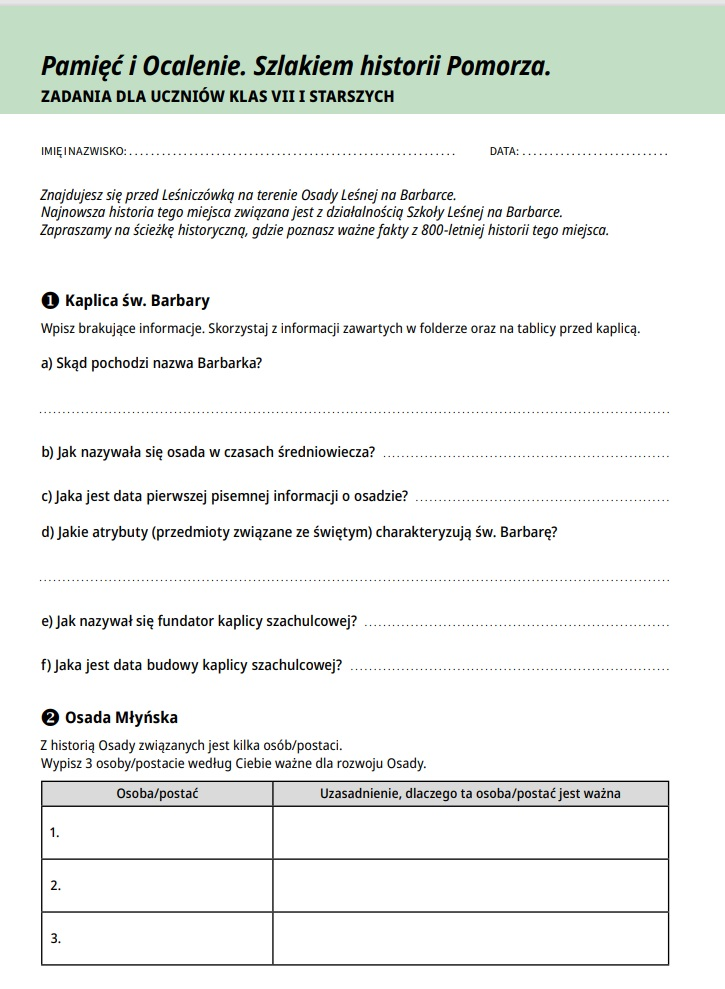 Pamięć i Ocalenie. Szlakiem historii Pomorza.
ZADANIA DLA UCZNIÓW KLAS VII I STARSZYCH
IMIĘ I NAZWISKO: ................................................ DATA: ......................
Znajdujesz się przed Leśniczówką na terenie Osady Leśnej na Barbarce.
Najnowsza historia tego miejsca związana jest z działalnością Szkoły Leśnej na Barbarce.
Zapraszamy na ścieżkę historyczną, gdzie poznasz ważne fakty z 800-letniej historii tego miejsca.
❶ Kaplica św. Barbary
Wpisz brakujące informacje. Skorzystaj z informacji zawartych w folderze oraz na tablicy przed kaplicą.
a) Skąd pochodzi nazwa Barbarka?
................................................................................
b) Jak nazywała się osada w czasach średniowiecza? ................................
c) Jaka jest data pierwszej pisemnej informacji o osadzie? ................................
d) Jakie atrybuty (przedmioty związane ze świętym) charakteryzują św. Barbarę?
................................................................................
e) Jak nazywał się fundator kaplicy szachulcowej? ................................
f) Jaka jest data budowy kaplicy szachulcowej? ................................
❷ Osada Młyńska
Z historią Osady związanych jest kilka osób/postaci.
Wypisz 3 osoby/postacie według Ciebie ważne dla rozwoju Osady.
Osoba/postać Uzasadnienie, dlaczego ta osoba/postać jest ważna
1.
2.
3.